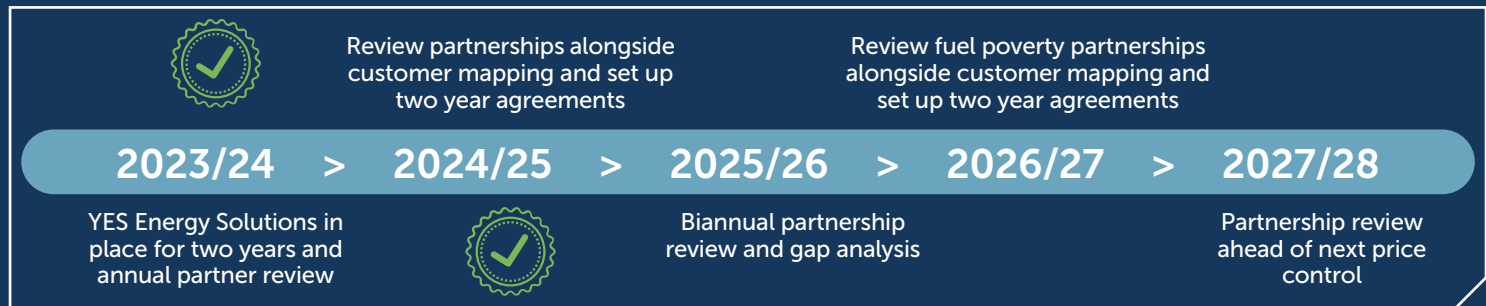 Review partnerships alongside
customer mapping and set up
two year agreements
Review fuel poverty partnerships
alongside customer mapping and
set up two year agreements
2023/24 > 2024/25 > 2025/26 > 2026/27 > 2027/28
YES Energy Solutions in
place for two years and
annual partner review
Biannual partnership
review and gap analysis
Partnership review
ahead of next price
control